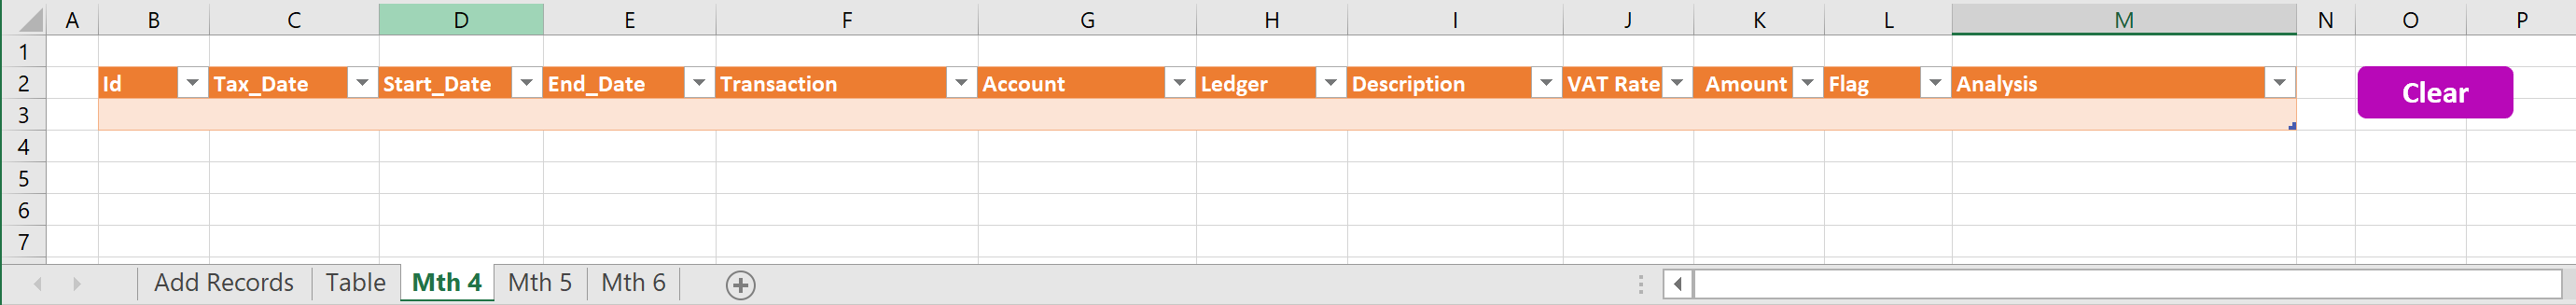 A B C D E F G H I J K L M N O P
1
2 Id Tax_Date Start_Date End_Date Transaction Account Ledger Description VAT Rate Amount Flag Analysis Clear
3
4
5
6
7
Add Records Table Mth 4 Mth 5 Mth 6